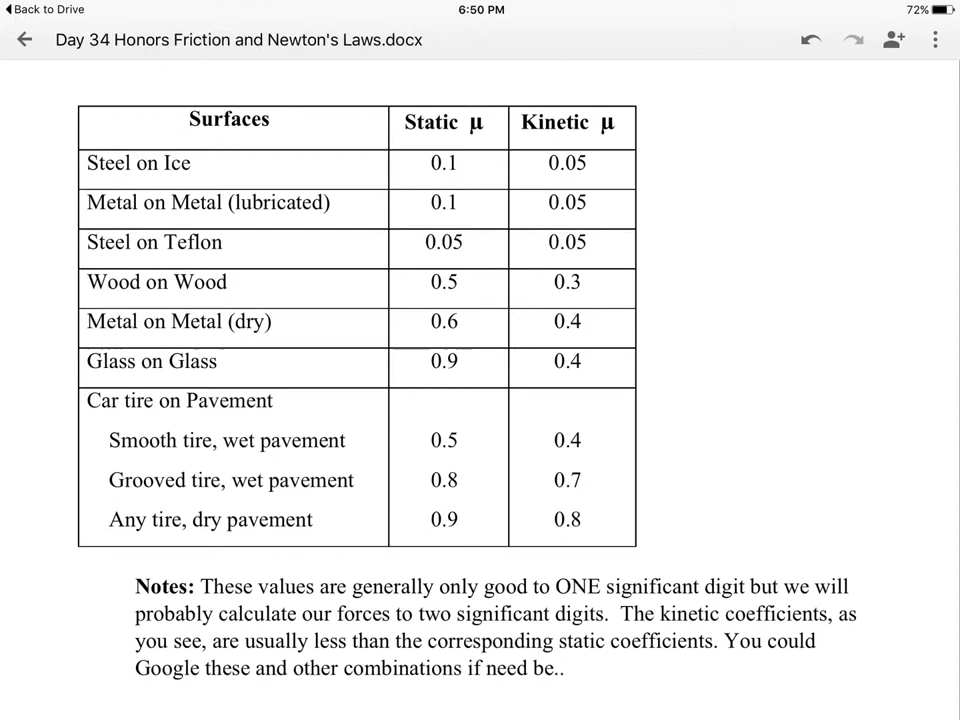 Back to Drive 6:50 PM 72%
Day 34 Honors Friction and Newton's Laws.docx
Surfaces Static μ Kinetic μ
Steel on Ice 0.1 0.05
Metal on Metal (lubricated) 0.1 0.05
Steel on Teflon 0.05 0.05
Wood on Wood 0.5 0.3
Metal on Metal (dry) 0.6 0.4
Glass on Glass 0.9 0.4
Car tire on Pavement
Smooth tire, wet pavement 0.5 0.4
Grooved tire, wet pavement 0.8 0.7
Any tire, dry pavement 0.9 0.8
Notes: These values are generally only good to ONE significant digit but we will
probably calculate our forces to two significant digits. The kinetic coefficients, as
you see, are usually less than the corresponding static coefficients. You could
Google these and other combinations if need be..